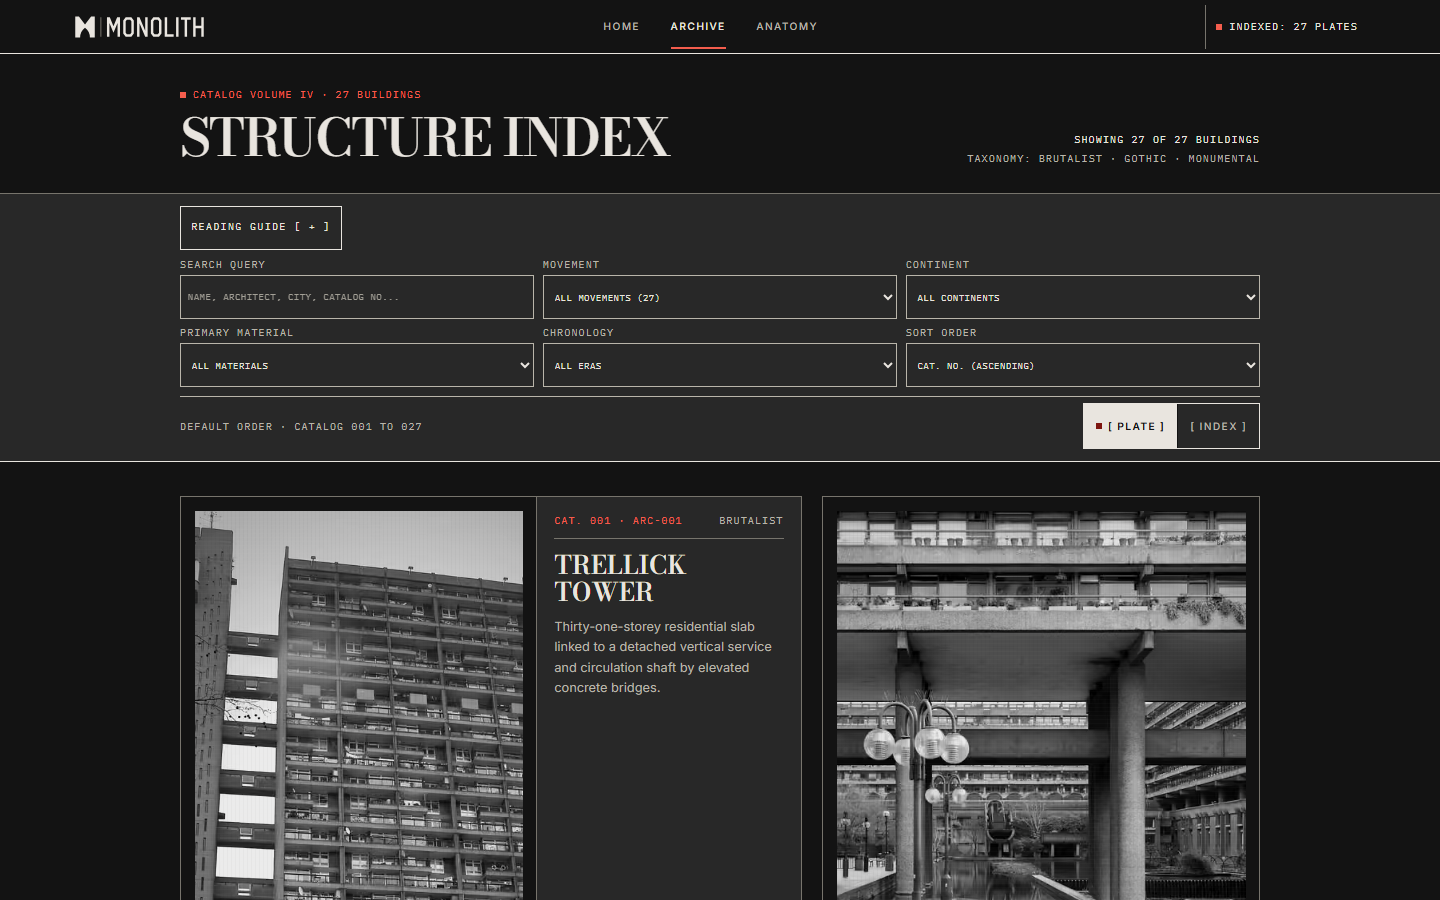 MONOLITH
HOME
ARCHIVE
ANATOMY
INDEXED: 27 PLATES
CATALOG VOLUME IV · 27 BUILDINGS
STRUCTURE INDEX
SHOWING 27 OF 27 BUILDINGS
TAXONOMY: BRUTALIST · GOTHIC · MONUMENTAL
READING GUIDE [ + ]
SEARCH QUERY
NAME, ARCHITECT, CITY, CATALOG NO...
MOVEMENT
ALL MOVEMENTS (27)
CONTINENT
ALL CONTINENTS
PRIMARY MATERIAL
ALL MATERIALS
CHRONOLOGY
ALL ERAS
SORT ORDER
CAT. NO. (ASCENDING)
DEFAULT ORDER · CATALOG 001 TO 027
[ PLATE ]
[ INDEX ]
CAT. 001 · ARC-001
BRUTALIST
TRELLICK
TOWER
Thirty-one-storey residential slab
linked to a detached vertical service
and circulation shaft by elevated
concrete bridges.